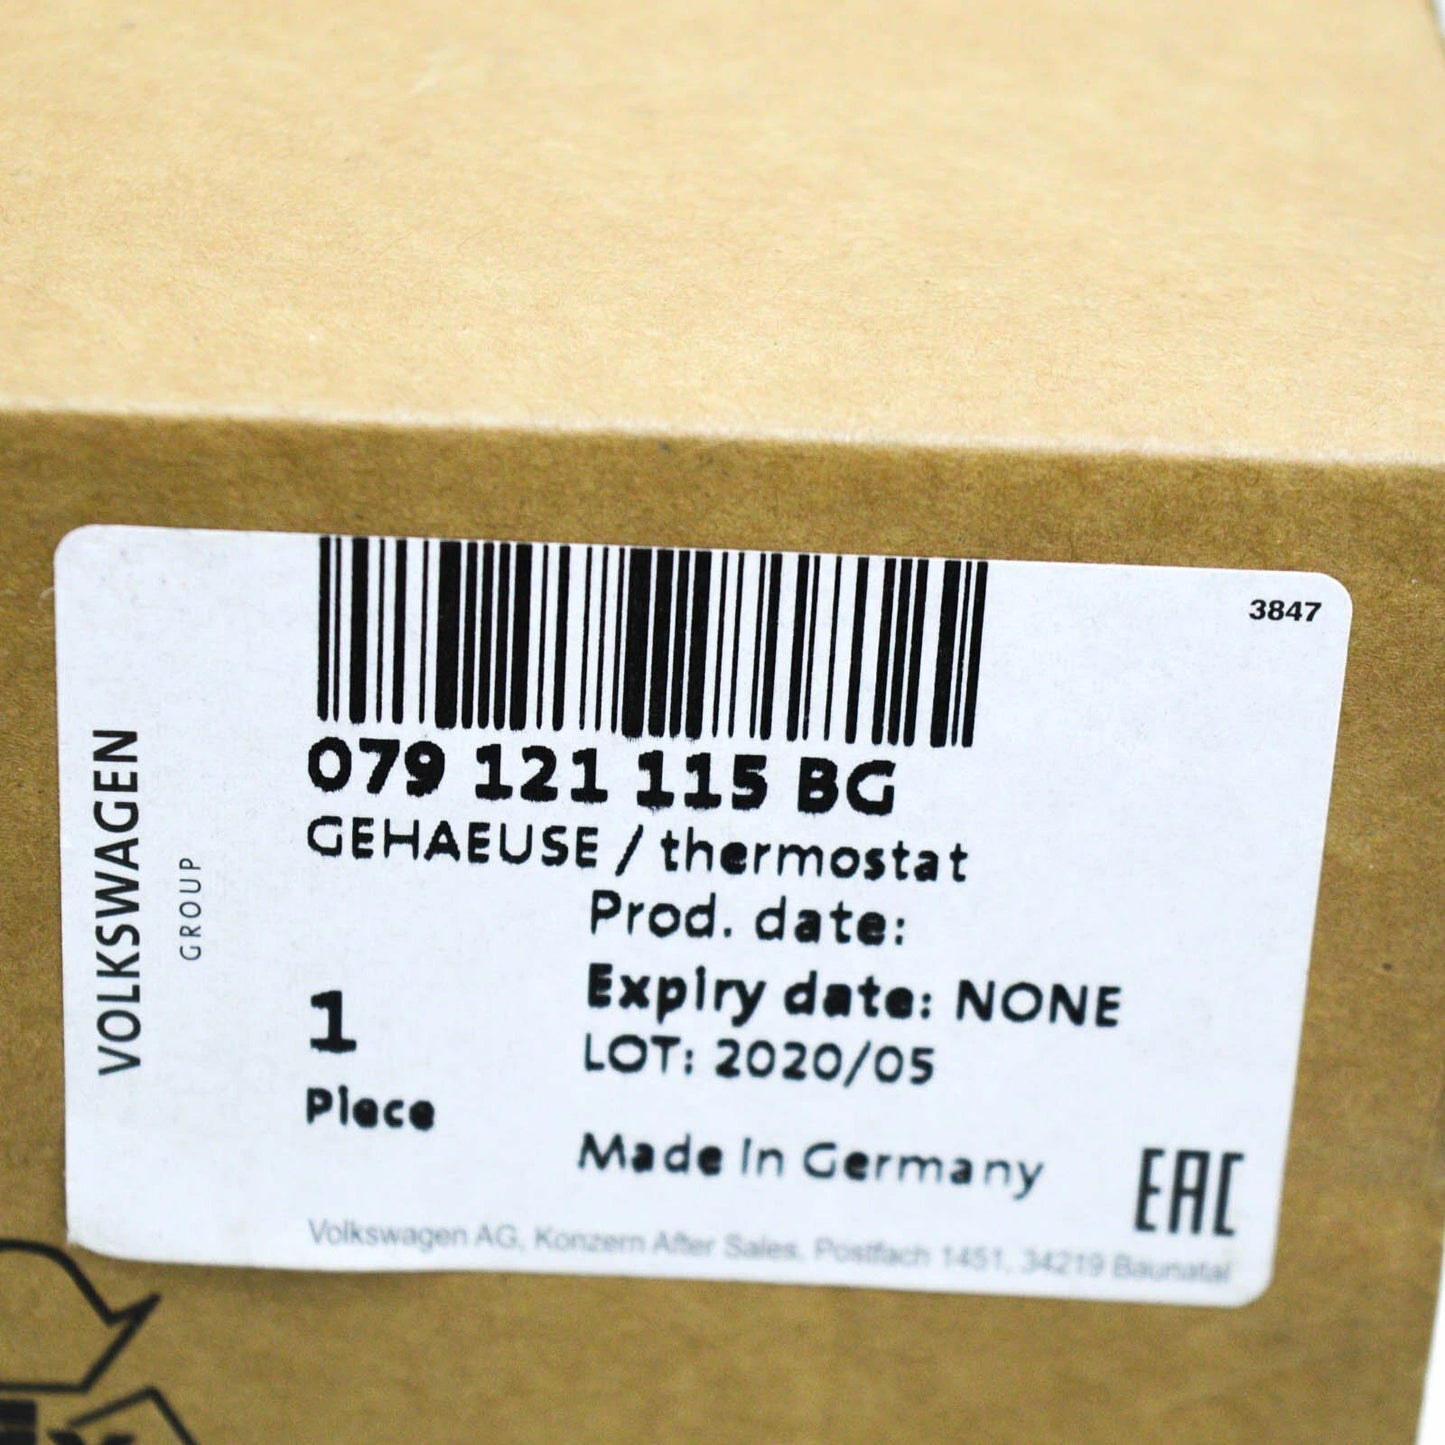 3847
079 121 115 BG
GEHAEUSE / thermostat
Prod. date:
Expiry date: NONE
LOT: 2020/05
1
Piece
Made in Germany
EAC
Volkswagen AG, Konzern After Sales, Postfach 1451, 34219 Baunatal
VOLKSWAGEN
GROUP